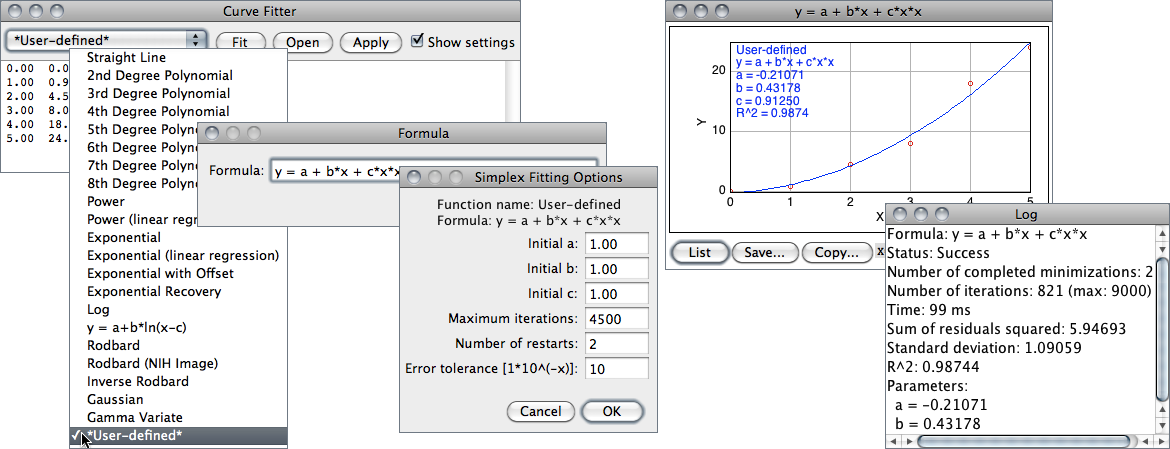 Curve Fitter
*User-defined*
Fit
Open
Apply
Show settings
0.00 0.0
1.00 0.9
2.00 4.5
3.00 8.0
4.00 18.
5.00 24.
Straight Line
2nd Degree Polynomial
3rd Degree Polynomial
4th Degree Polynomial
5th Degree Polyn
6th Degree Polyn
7th Degree Polyn
8th Degree Polyn
Power
Power (linear regr
Exponential
Exponential (linear regression)
Exponential with Offset
Exponential Recovery
Log
y = a+b*ln(x-c)
Rodbard
Rodbard (NIH Image)
Inverse Rodbard
Gaussian
Gamma Variate
*User-defined*
Formula
Formula: y = a + b*x + c*x*x
Simplex Fitting Options
Function name: User-defined
Formula: y = a + b*x + c*x*x
Initial a: 1.00
Initial b: 1.00
Initial c: 1.00
Maximum iterations: 4500
Number of restarts: 2
Error tolerance [1*10^(-x)]: 10
Cancel
OK
y = a + b*x + c*x*x
User-defined
y = a + b*x + c*x*x
a = -0.21071
b = 0.43178
c = 0.91250
R^2 = 0.9874
20
10
0
Y
0 1 2 3 4 5
X
List
Save...
Copy...
X
Log
Formula: y = a + b*x + c*x*x
Status: Success
Number of completed minimizations: 2
Number of iterations: 821 (max: 9000)
Time: 99 ms
Sum of residuals squared: 5.94693
Standard deviation: 1.09059
R^2: 0.98744
Parameters:
a = -0.21071
b = 0.43178